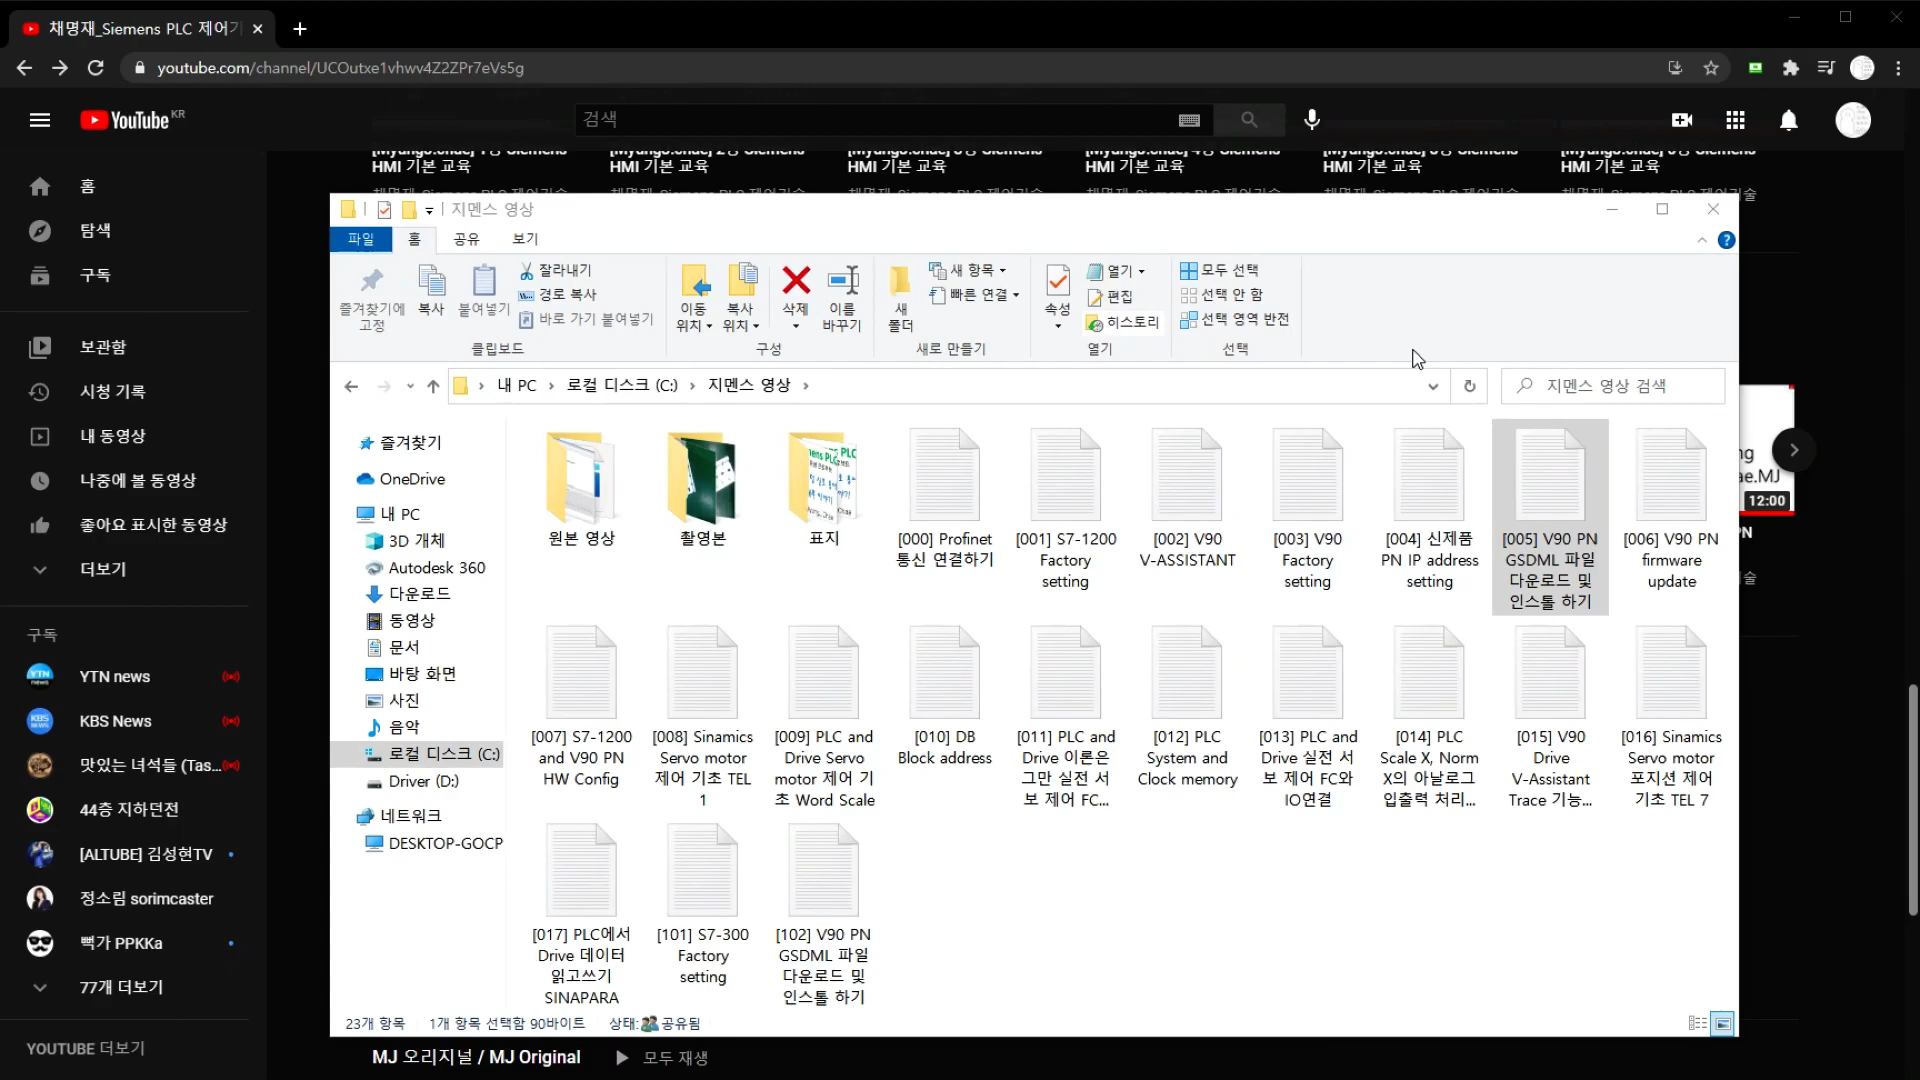 채명재_Siemens PLC 제어기
youtube.com/channel/UCOutxe1vhwv4Z2ZPr7eVs5g
YouTube KR
검색
HMI 기본 교육
HMI 기본 교육
HMI 기본 교육
HMI 기본 교육
HMI 기본 교육
HMI 기본 교육
홈
탐색
구독
보관함
시청 기록
내 동영상
나중에 볼 동영상
좋아요 표시한 동영상
더보기
구독
YTN news
KBS News
맛있는 녀석들 (Tas...
44층 지하던전
[ALTUBE] 김성현TV
정소림 sorimcaster
뻑가 PPKKa
77개 더보기
YOUTUBE 더보기
지멘스 영상
파일
홈
공유
보기
즐겨찾기에
고정
복사
붙여넣기
잘라내기
경로 복사
바로 가기 붙여넣기
클립보드
이동
위치
복사
위치
삭제
이름
바꾸기
구성
새
폴더
새 항목
빠른 연결
새로 만들기
속성
열기
편집
히스토리
열기
모두 선택
선택 안 함
선택 영역 반전
선택
내 PC
로컬 디스크 (C:)
지멘스 영상
지멘스 영상 검색
즐겨찾기
OneDrive
내 PC
3D 개체
Autodesk 360
다운로드
동영상
문서
바탕 화면
사진
음악
로컬 디스크 (C:)
Driver (D:)
네트워크
DESKTOP-GOCP
원본 영상
촬영본
표지
[000] Profinet
통신 연결하기
[001] S7-1200
Factory
setting
[002] V90
V-ASSISTANT
[003] V90
Factory
setting
[004] 신제품
PN IP address
setting
[005] V90 PN
GSDML 파일
다운로드 및
인스톨 하기
[006] V90 PN
firmware
update
[007] S7-1200
and V90 PN
HW Config
[008] Sinamics
Servo motor
제어 기초 TEL
1
[009] PLC and
Drive Servo
motor 제어 기
초 Word Scale
[010] DB
Block address
[011] PLC and
Drive 이론은
그만 실전 서
보 제어 FC...
[012] PLC
System and
Clock memory
[013] PLC and
Drive 실전 서
보 제어 FC와
IO연결
[014] PLC
Scale X, Norm
X의 아날로그
입출력 처리...
[015] V90
Drive
V-Assistant
Trace 기능...
[016] Sinamics
Servo motor
포지션 제어
기초 TEL 7
[017] PLC에서
Drive 데이터
읽고쓰기
SINAPARA
[101] S7-300
Factory
setting
[102] V90 PN
GSDML 파일
다운로드 및
인스톨 하기
23개 항목
1개 항목 선택함 90바이트
상태:
공유됨
ng
ae.MJ
12:00
PN
술
MJ 오리지널 / MJ Original
모두 재생